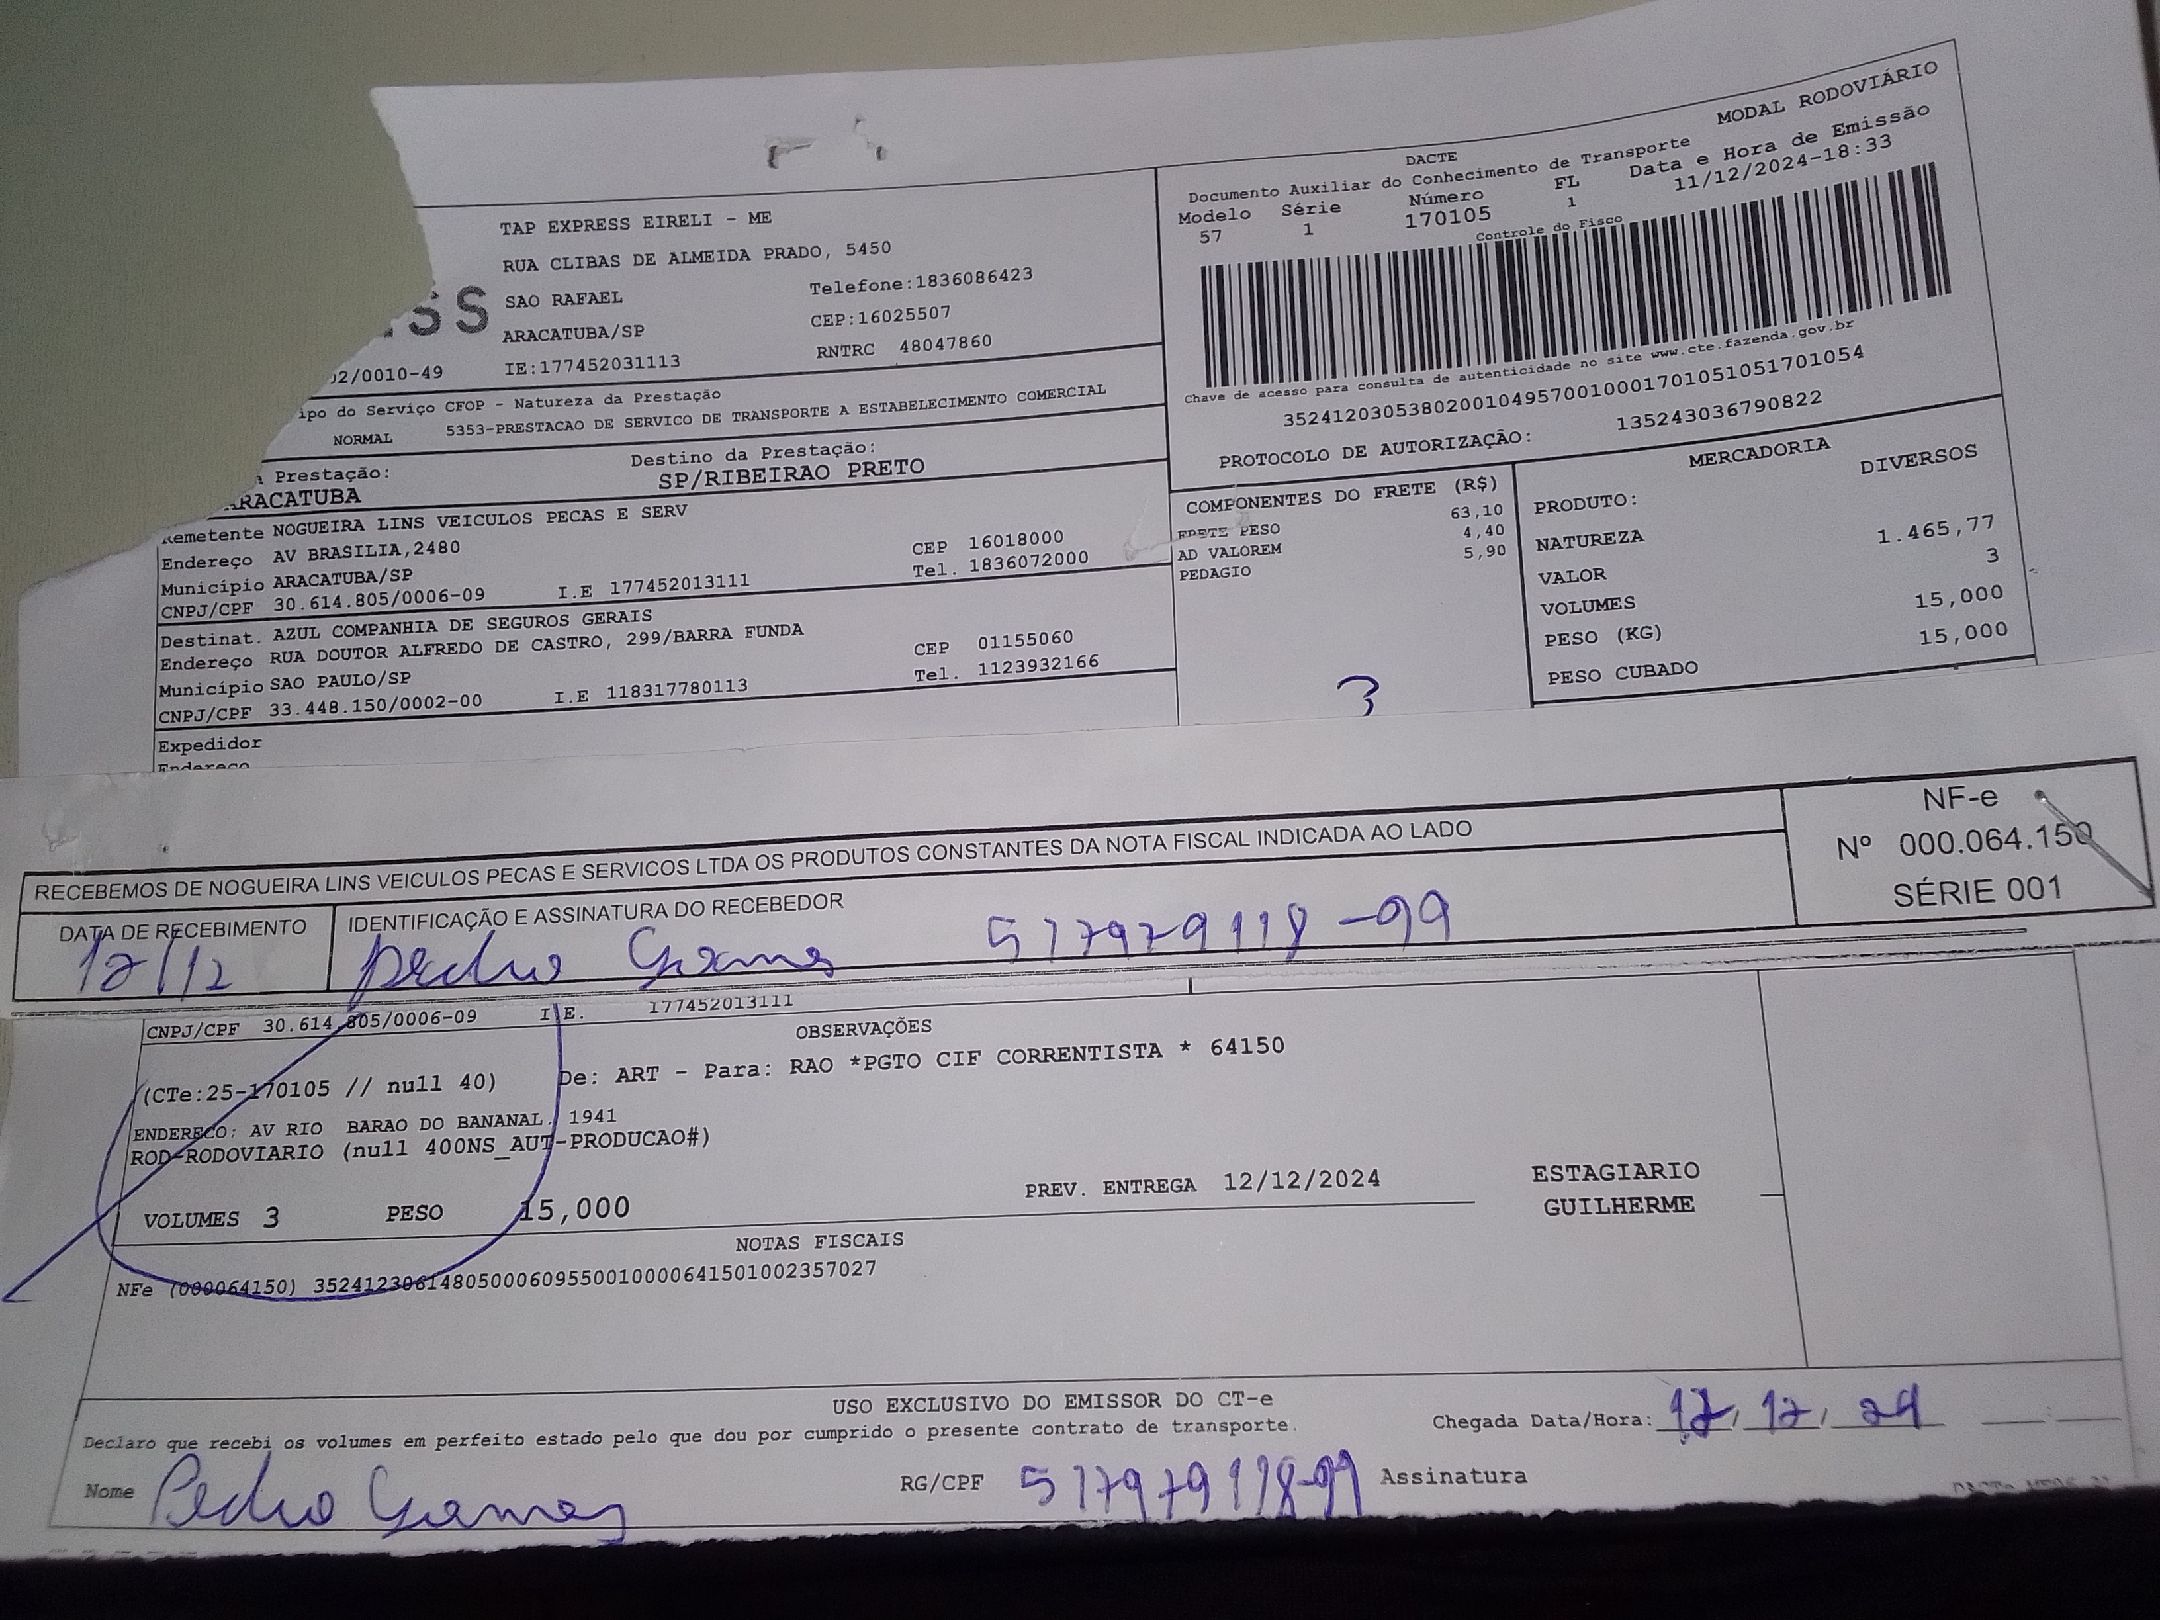 MODAL RODOVIÁRIO
DACTE
Documento Auxiliar do Conhecimento de Transporte
Data e Hora de Emissão
Modelo Série Número FL
57 1 170105 1 11/12/2024-18:33
Controle do Fisco
TAP EXPRESS EIRELI - ME
RUA CLIBAS DE ALMEIDA PRADO, 5450
SAO RAFAEL Telefone:1836086423
ARACATUBA/SP CEP:16025507
02/0010-49 IE:177452031113 RNTRC 48047860
SS
Chave de acesso para consulta de autenticidade no site www.cte.fazenda.gov.br
35241203053802001049570010001701051051701054
PROTOCOLO DE AUTORIZAÇÃO: 135243036790822
ipo do Serviço CFOP - Natureza da Prestação
NORMAL 5353-PRESTACAO DE SERVICO DE TRANSPORTE A ESTABELECIMENTO COMERCIAL
Prestação: Destino da Prestação:
ARACATUBA SP/RIBEIRAO PRETO
Remetente NOGUEIRA LINS VEICULOS PECAS E SERV
Endereço AV BRASILIA,2480 CEP 16018000
Município ARACATUBA/SP Tel. 1836072000
CNPJ/CPF 30.614.805/0006-09 I.E 177452013111
Destinat. AZUL COMPANHIA DE SEGUROS GERAIS
Endereço RUA DOUTOR ALFREDO DE CASTRO, 299/BARRA FUNDA CEP 01155060
Município SAO PAULO/SP Tel. 1123932166
CNPJ/CPF 33.448.150/0002-00 I.E 118317780113
Expedidor
Endereço
COMPONENTES DO FRETE (R$)
FRETE PESO 63,10
AD VALOREM 4,40
PEDAGIO 5,90
3
MERCADORIA
PRODUTO: DIVERSOS
NATUREZA
VALOR 1.465,77
VOLUMES 3
PESO (KG) 15,000
PESO CUBADO 15,000
RECEBEMOS DE NOGUEIRA LINS VEICULOS PECAS E SERVICOS LTDA OS PRODUTOS CONSTANTES DA NOTA FISCAL INDICADA AO LADO
NF-e
Nº 000.064.150
SÉRIE 001
DATA DE RECEBIMENTO IDENTIFICAÇÃO E ASSINATURA DO RECEBEDOR
12/12 Pedro Gomes 517979118-99
CNPJ/CPF 30.614.805/0006-09 I.E. 177452013111
OBSERVAÇÕES
(CTe:25-170105 // null 40) De: ART - Para: RAO *PGTO CIF CORRENTISTA * 64150
ENDERECO: AV RIO BARAO DO BANANAL, 1941
ROD-RODOVIARIO (null 400NS_AUT-PRODUCAO#)
VOLUMES 3 PESO 15,000 PREV. ENTREGA 12/12/2024
ESTAGIARIO
GUILHERME
NOTAS FISCAIS
NFe (000064150) 35241230614805000609550010000641501002357027
USO EXCLUSIVO DO EMISSOR DO CT-e
Declaro que recebi os volumes em perfeito estado pelo que dou por cumprido o presente contrato de transporte.
Chegada Data/Hora: 12, 12, 24
Nome Pedro Gomes RG/CPF 517979118-99 Assinatura